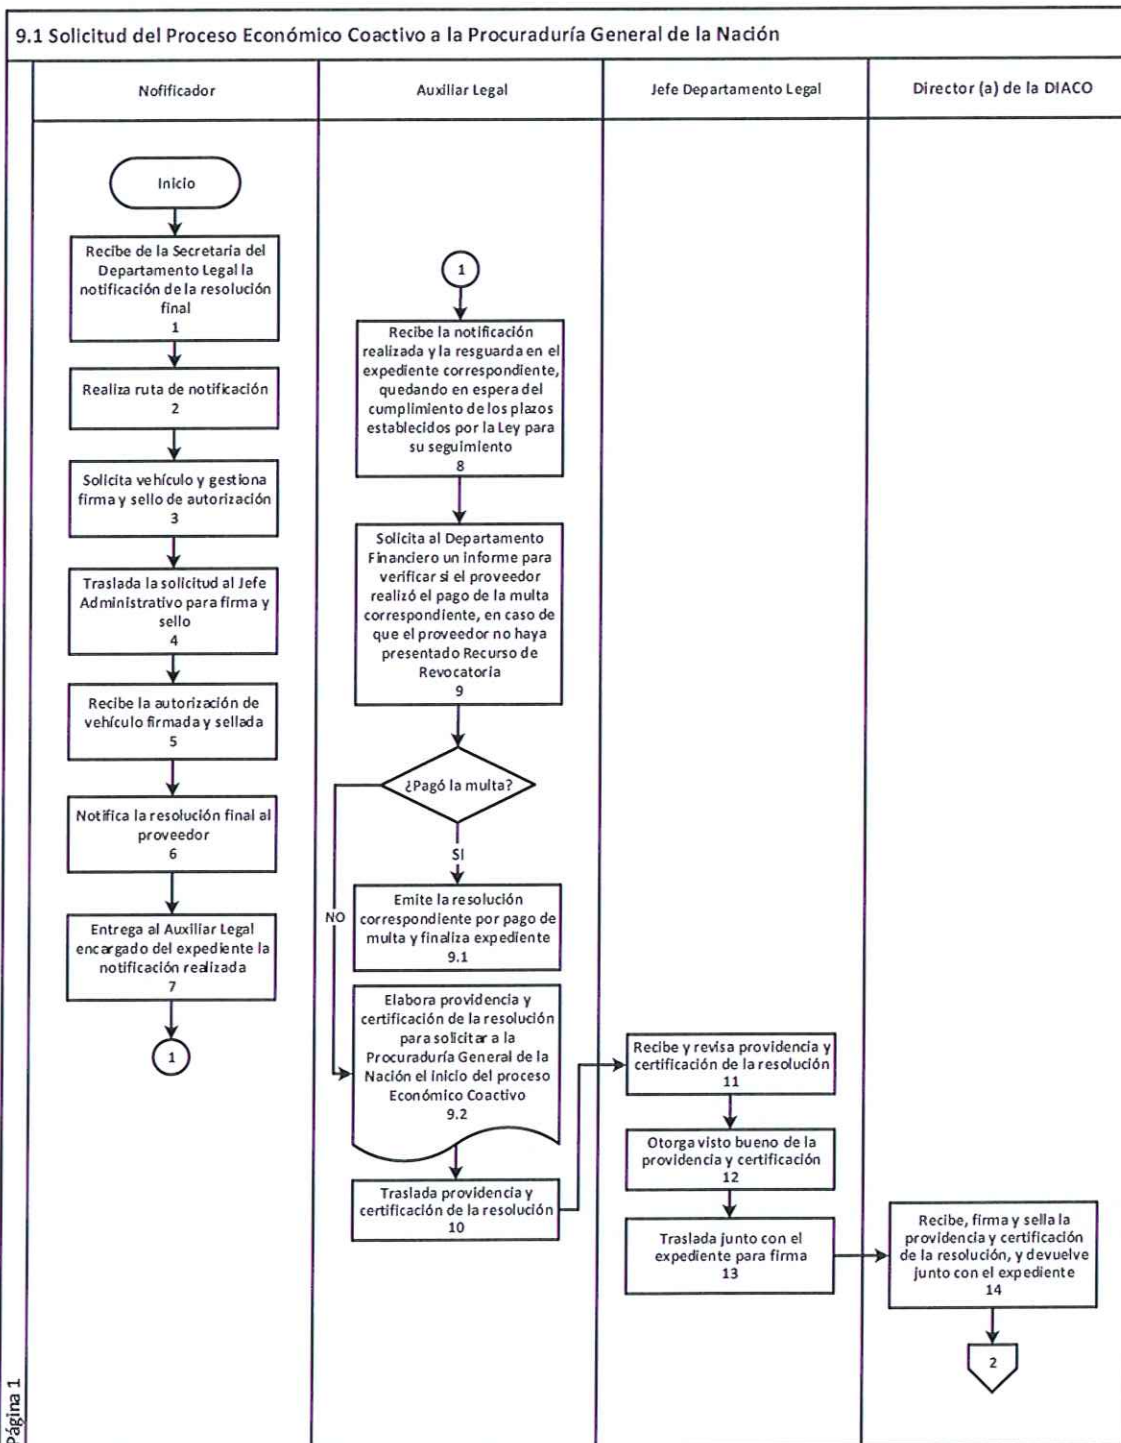 9.1 Solicitud del Proceso Económico Coactivo a la Procuraduría General de la Nación
Nofificador
Auxiliar Legal
Jefe Departamento Legal
Director (a) de la DIACO
Inicio
Recibe de la Secretaria del
Departamento Legal la
notificación de la resolución
final
1
Realiza ruta de notificación
2
Solicita vehículo y gestiona
firma y sello de autorización
3
Traslada la solicitud al Jefe
Administrativo para firma y
sello
4
Recibe la autorización de
vehículo firmada y sellada
5
Notifica la resolución final al
proveedor
6
Entrega al Auxiliar Legal
encargado del expediente la
notificación realizada
7
1
1
Recibe la notificación
realizada y la resguarda en el
expediente correspondiente,
quedando en espera del
cumplimiento de los plazos
establecidos por la Ley para
su seguimiento
8
Solicita al Departamento
Financiero un informe para
verificar si el proveedor
realizó el pago de la multa
correspondiente, en caso de
que el proveedor no haya
presentado Recurso de
Revocatoria
9
¿Pagó la multa?
SI
NO
Emite la resolución
correspondiente por pago de
multa y finaliza expediente
9.1
Elabora providencia y
certificación de la resolución
para solicitar a la
Procuraduría General de la
Nación el inicio del proceso
Económico Coactivo
9.2
Traslada providencia y
certificación de la resolución
10
Recibe y revisa providencia y
certificación de la resolución
11
Otorga visto bueno de la
providencia y certificación
12
Traslada junto con el
expediente para firma
13
Recibe, firma y sella la
providencia y certificación
de la resolución, y devuelve
junto con el expediente
14
2
Página 1